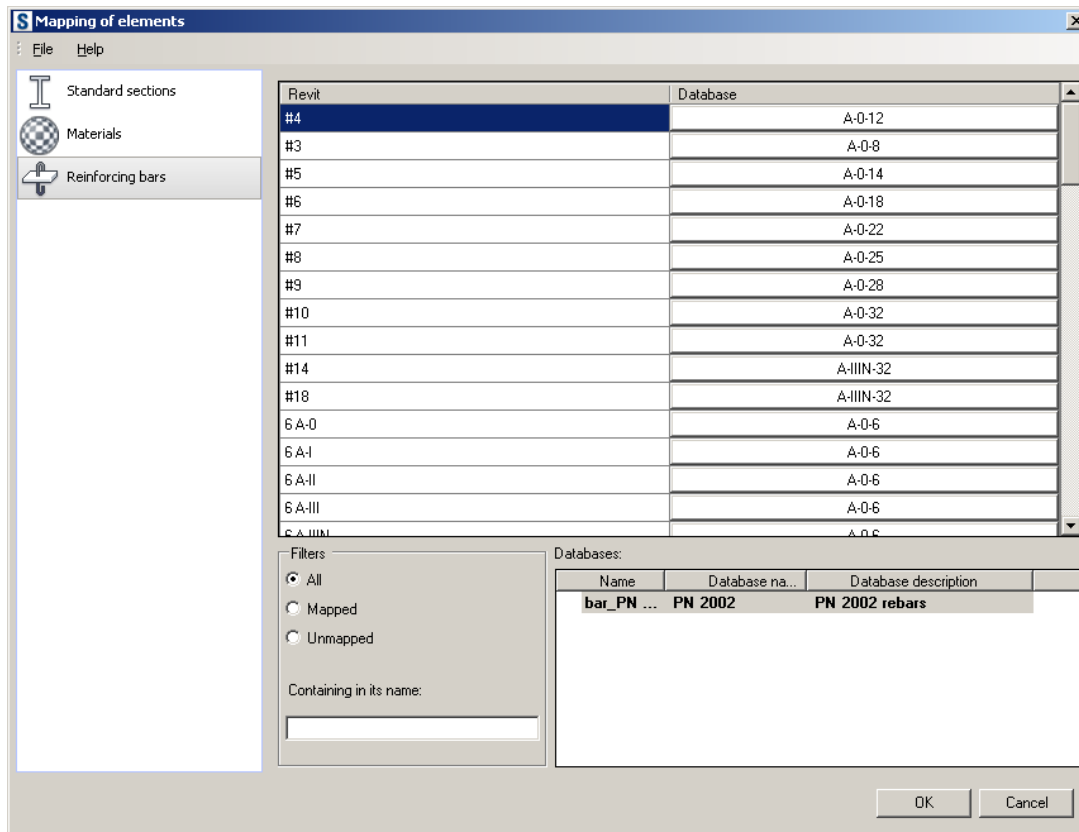 S Mapping of elements
File Help
Standard sections
Materials
Reinforcing bars
Revit Database
#4 A-0-12
#3 A-0-8
#5 A-0-14
#6 A-0-18
#7 A-0-22
#8 A-0-25
#9 A-0-28
#10 A-0-32
#11 A-0-32
#14 A-IIIN-32
#18 A-IIIN-32
6 A-0 A-0-6
6 A-I A-0-6
6 A-II A-0-6
6 A-III A-0-6
6 A-IIIN A-0-6
Filters
All
Mapped
Unmapped
Containing in its name:
Databases:
Name Database na... Database description
bar_PN ... PN 2002 PN 2002 rebars
OK Cancel